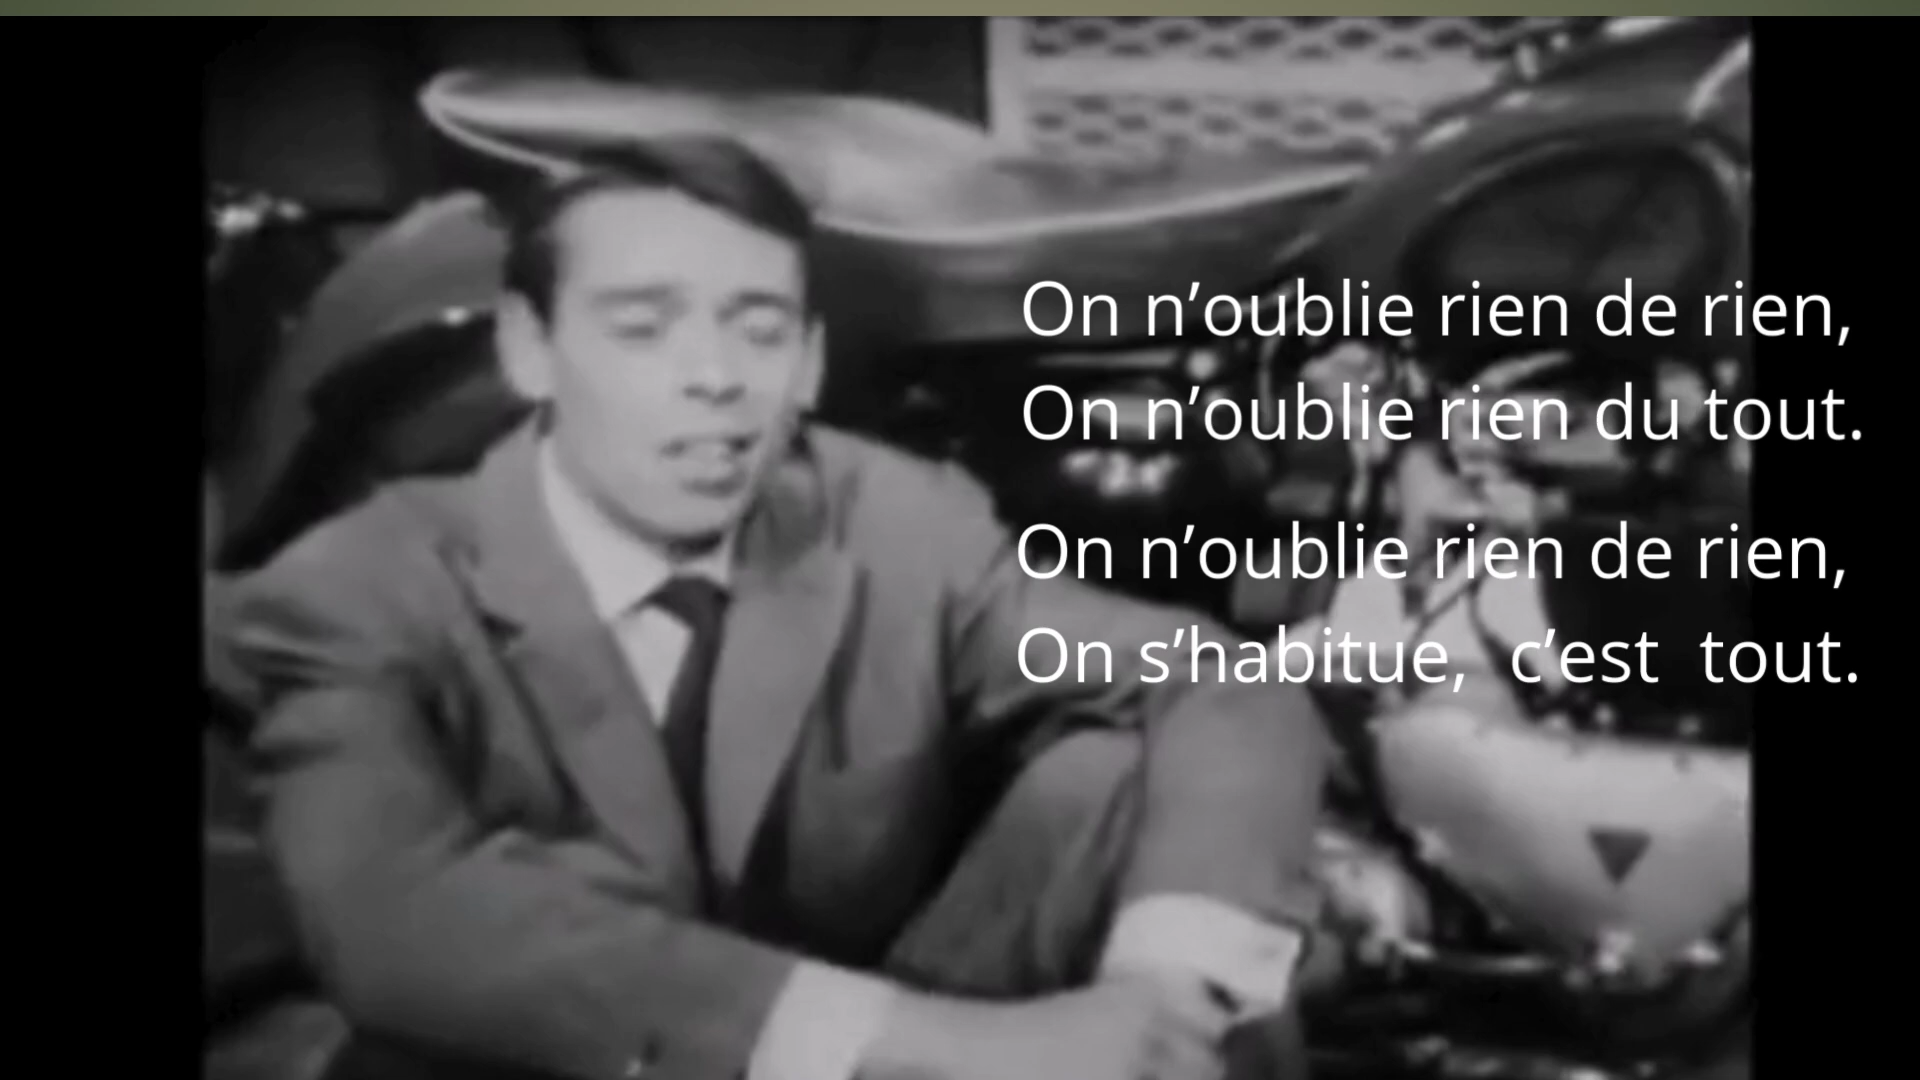 On n’oublie rien de rien,
On n’oublie rien du tout.
On n’oublie rien de rien,
On s’habitue,  c’est  tout.